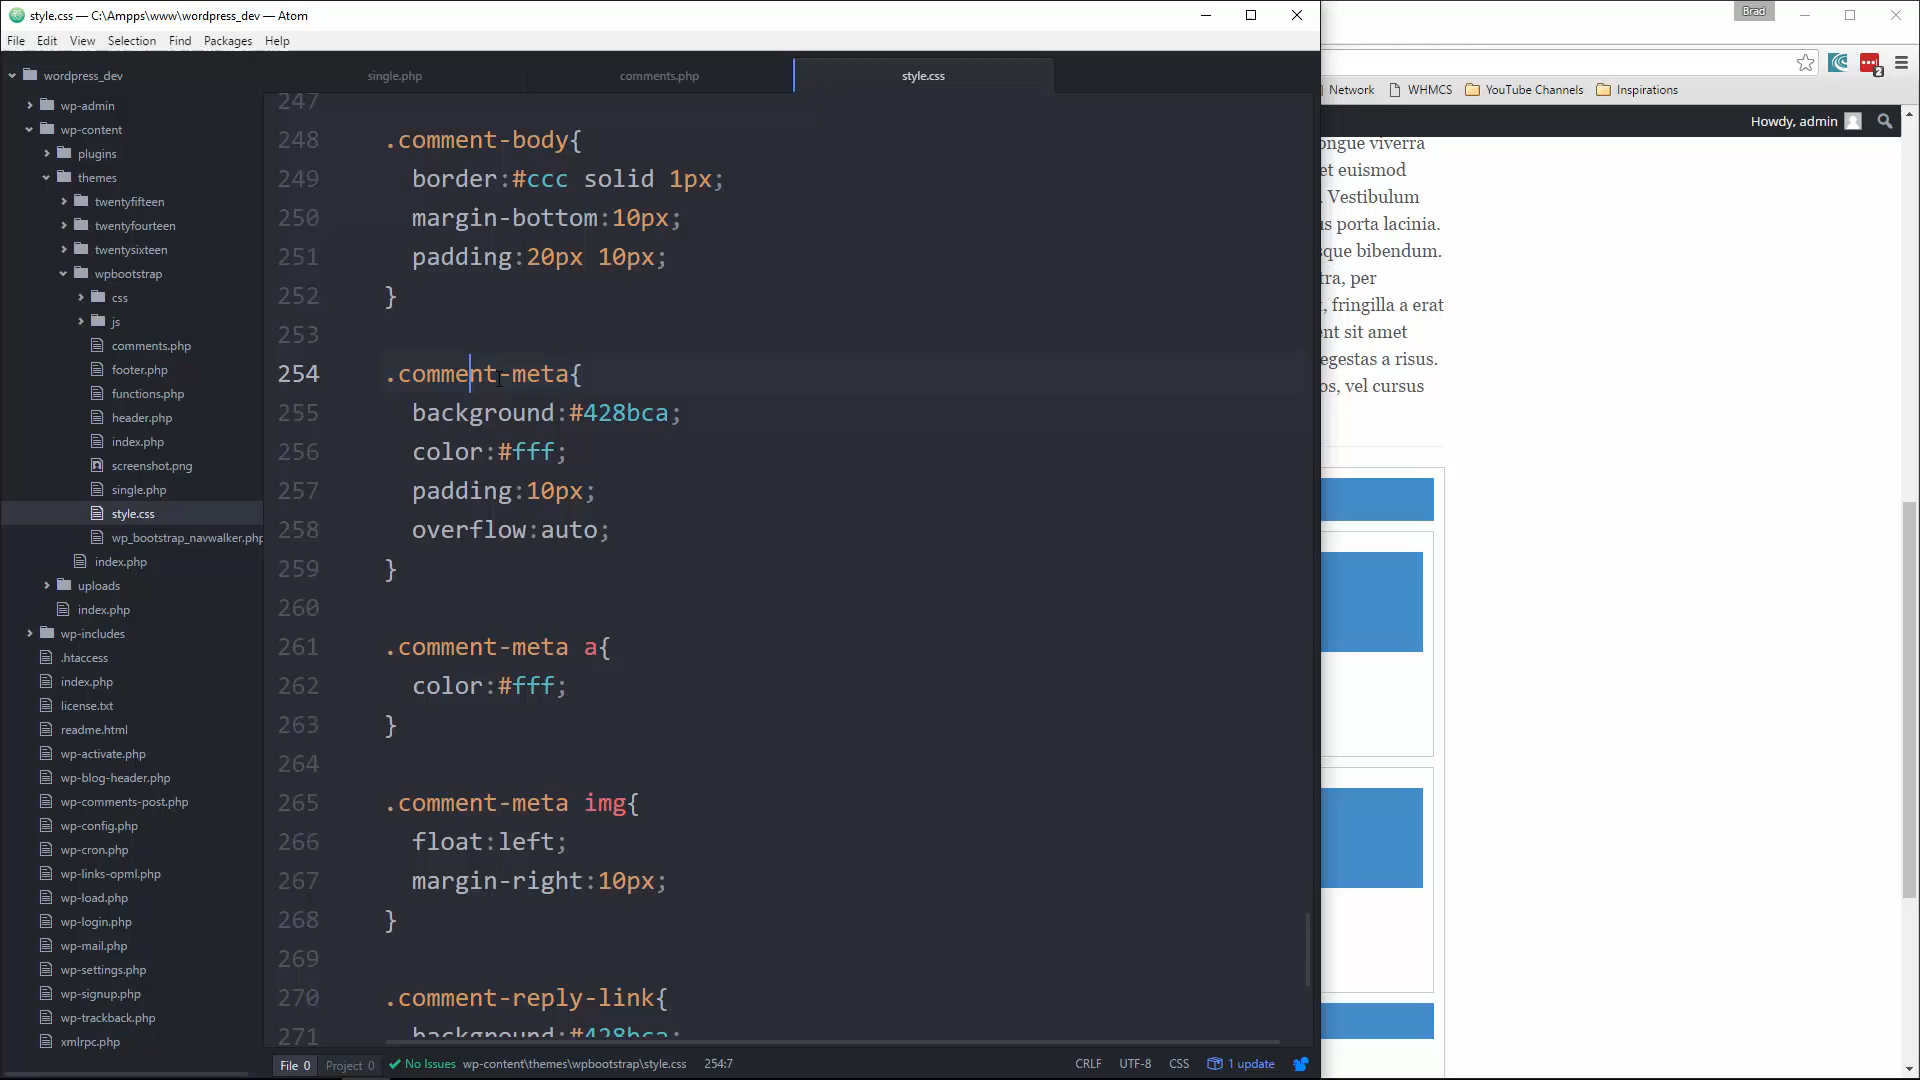 style.css — C:\Ampps\www\wordpress_dev — Atom
File Edit View Selection Find Packages Help
wordpress_dev
wp-admin
wp-content
plugins
themes
twentyfifteen
twentyfourteen
twentysixteen
wpbootstrap
css
js
comments.php
footer.php
functions.php
header.php
index.php
screenshot.png
single.php
style.css
wp_bootstrap_navwalker.php
index.php
uploads
index.php
wp-includes
.htaccess
index.php
license.txt
readme.html
wp-activate.php
wp-blog-header.php
wp-comments-post.php
wp-config.php
wp-cron.php
wp-links-opml.php
wp-load.php
wp-login.php
wp-mail.php
wp-settings.php
wp-signup.php
wp-trackback.php
xmlrpc.php
single.php comments.php style.css
247
248 .comment-body{
249 border:#ccc solid 1px;
250 margin-bottom:10px;
251 padding:20px 10px;
252 }
253
254 .comment-meta{
255 background:#428bca;
256 color:#fff;
257 padding:10px;
258 overflow:auto;
259 }
260
261 .comment-meta a{
262 color:#fff;
263 }
264
265 .comment-meta img{
266 float:left;
267 margin-right:10px;
268 }
269
270 .comment-reply-link{
271 background:#428bca;
File 0 Project 0 No Issues wp-content\themes\wpbootstrap\style.css 254:7 CRLF UTF-8 CSS 1 update
Brad
2
Network WHMCS YouTube Channels Inspirations
Howdy, admin
ongue viverra
et euismod
. Vestibulum
us porta lacinia.
sque bibendum.
tra, per
, fringilla a erat
ent sit amet
egestas a risus.
os, vel cursus